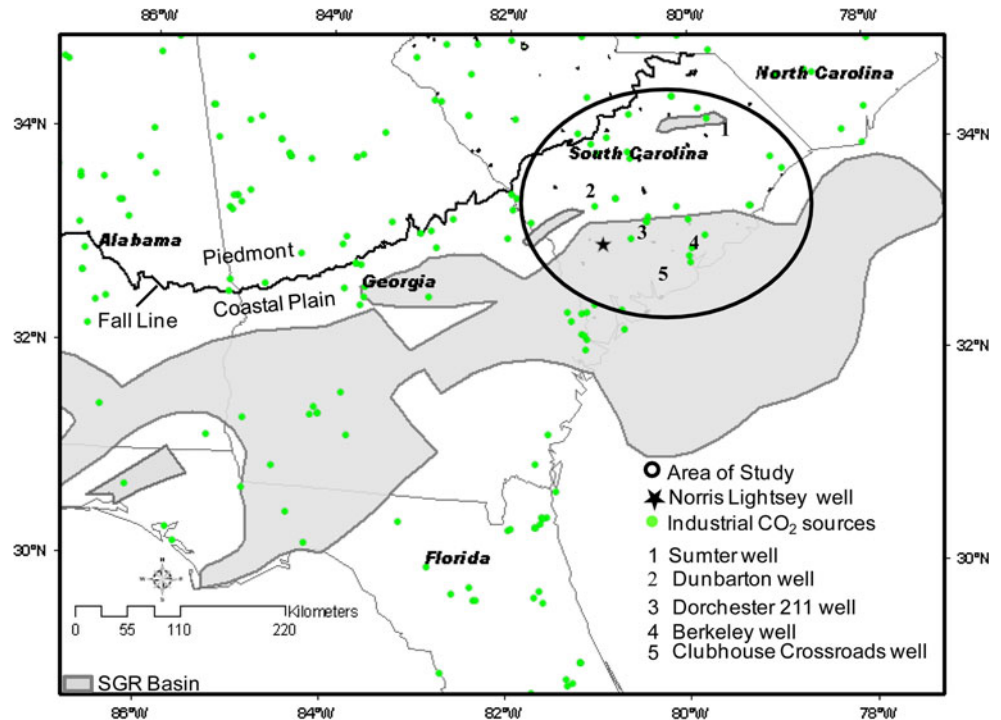 86°W 84°W 82°W 80°W 78°W
North Carolina
34°N 34°N
1
South Carolina
2
Alabama
Piedmont
3
4
Georgia
5
Coastal Plain
Fall Line
32°N 32°N
Area of Study
Norris Lightsey well
Industrial CO2 sources
30°N 30°N
Florida
1 Sumter well
2 Dunbarton well
3 Dorchester 211 well
4 Berkeley well
5 Clubhouse Crossroads well
N
W E
S
Kilometers
0 55 110 220
SGR Basin
86°W 84°W 82°W 80°W 78°W